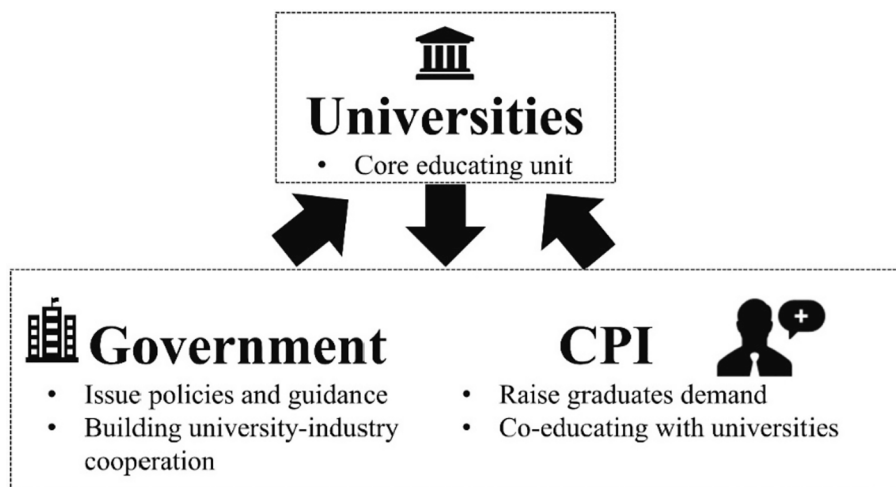 Universities
• Core educating unit
Government
• Issue policies and guidance
• Building university-industry
cooperation
CPI
• Raise graduates demand
• Co-educating with universities